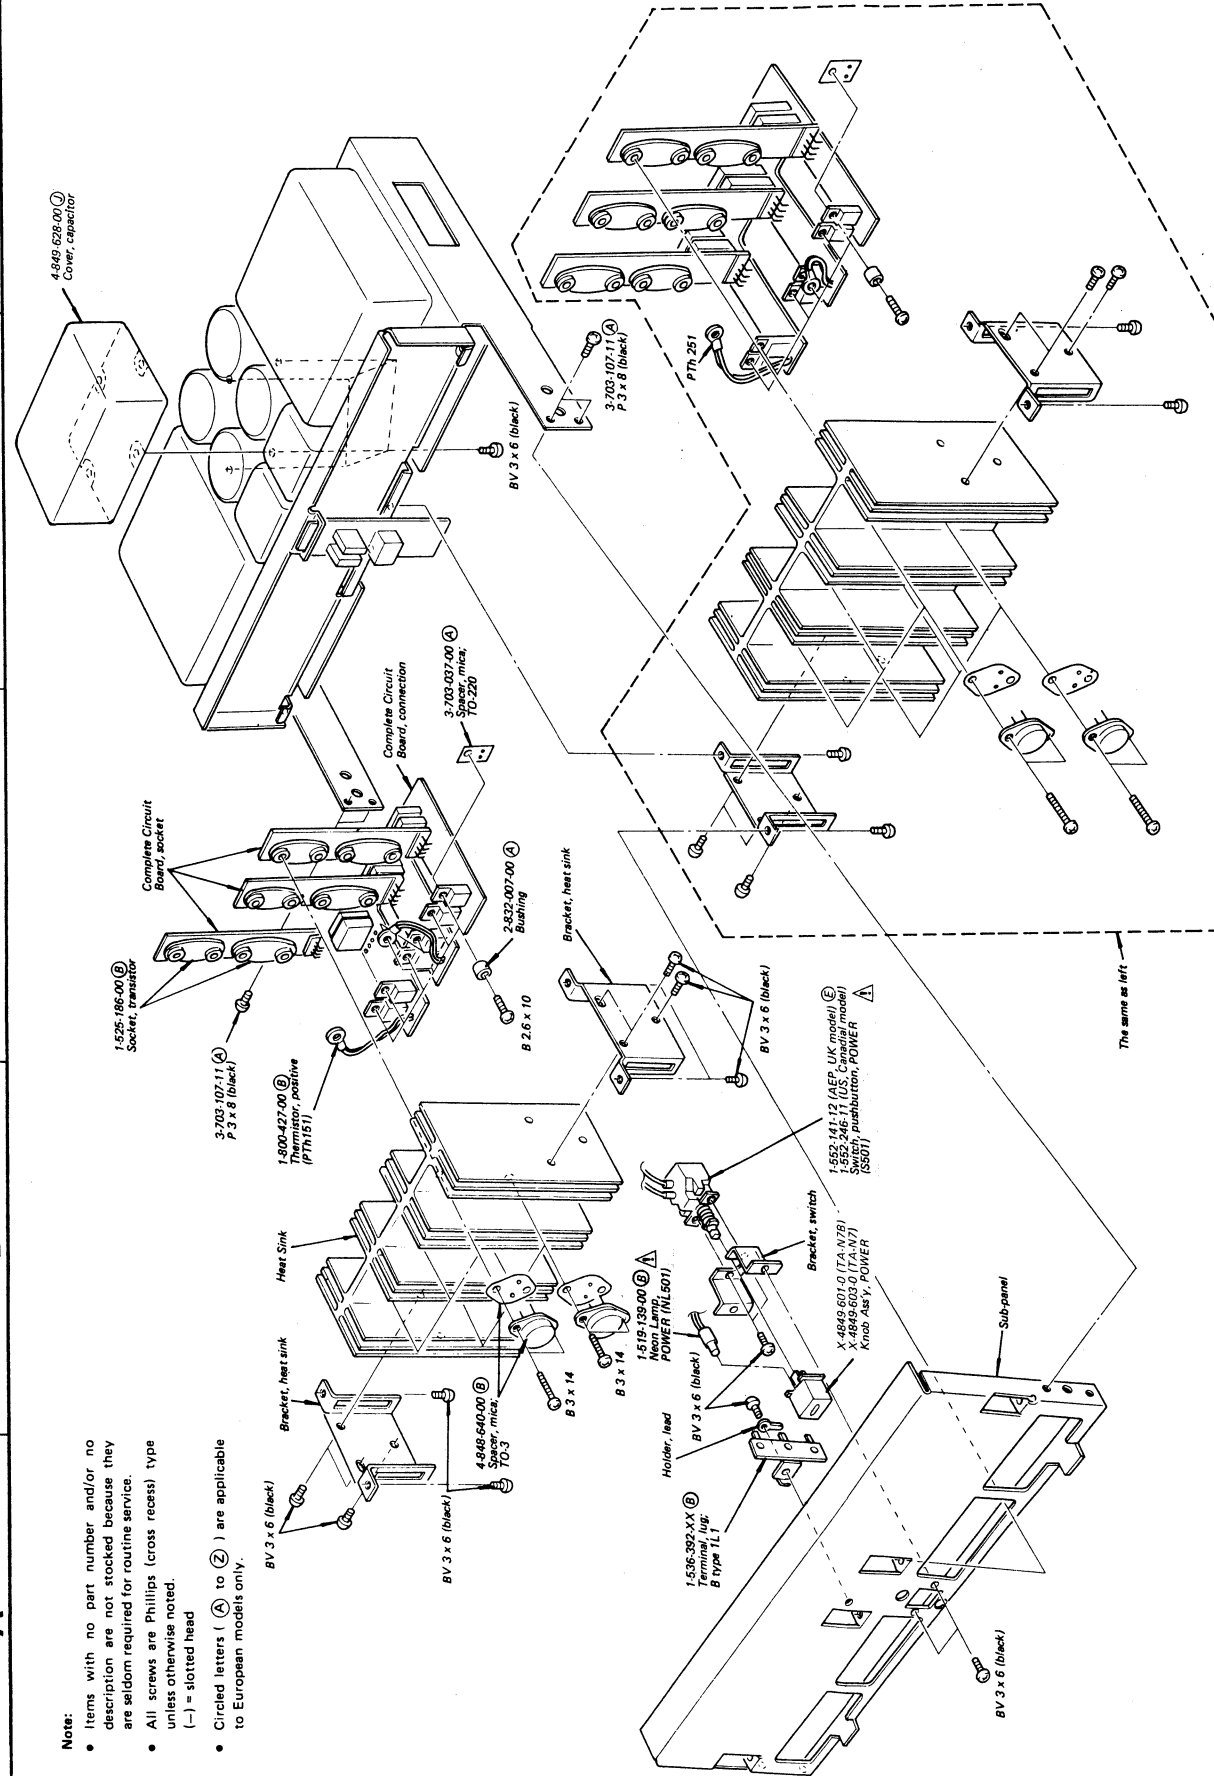 Note:
• Items with no part number and/or no
description are not stocked because they
are seldom required for routine service.
• All screws are Phillips (cross recess) type
unless otherwise noted.
(—) = slotted head
• Circled letters ( Ⓐ to Ⓩ ) are applicable
to European models only.
4-849-628-00 Ⓙ
Cover, capacitor
BV 3 x 6 (black)
3-703-107-11 Ⓐ
P 3 x 8 (black)
Complete Circuit
Board, socket
1-525-186-00 Ⓑ
Socket, transistor
3-703-107-11 Ⓐ
P 3 x 8 (black)
1-800-427-00 Ⓑ
Thermistor, positive
(PTh151)
Complete Circuit
Board, connection
3-703-037-00 Ⓐ
Spacer, mica;
TO-220
2-832-007-00 Ⓐ
Bushing
B 2.6 x 10
PTh 251
Heat Sink
Bracket, heat sink
BV 3 x 6 (black)
BV 3 x 6 (black)
4-848-640-00 Ⓑ
Spacer, mica;
TO-3
B 3 x 14
B 3 x 14
Bracket, heat sink
BV 3 x 6 (black)
1-552-141-12 (AEP, UK model) Ⓔ
1-552-246-11 (US, Canadial model)
Switch, pushbutton, POWER
(S501)
Bracket, switch
1-519-139-00 Ⓑ
Neon Lamp,
POWER (NL501)
BV 3 x 6 (black)
Holder, lead
1-536-392-XX Ⓑ
Terminal, lug;
B type 1L1
X-4849-601-0 (TA-N7B)
X-4849-603-0 (TA-N7)
Knob Ass'y, POWER
Sub-panel
BV 3 x 6 (black)
The same as left